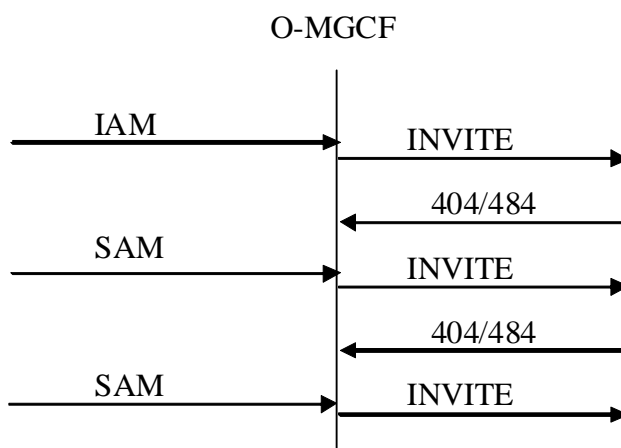 O-MGCF
IAM
INVITE
404/484
SAM
INVITE
404/484
SAM
INVITE